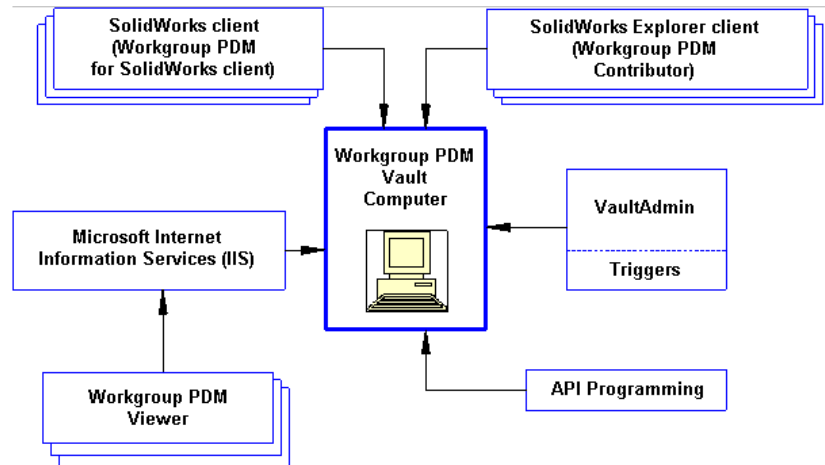 SolidWorks client
(Workgroup PDM
for SolidWorks client)
SolidWorks Explorer client
(Workgroup PDM
Contributor)
Workgroup PDM
Vault
Computer
VaultAdmin
Triggers
Microsoft Internet
Information Services (IIS)
Workgroup PDM
Viewer
API Programming